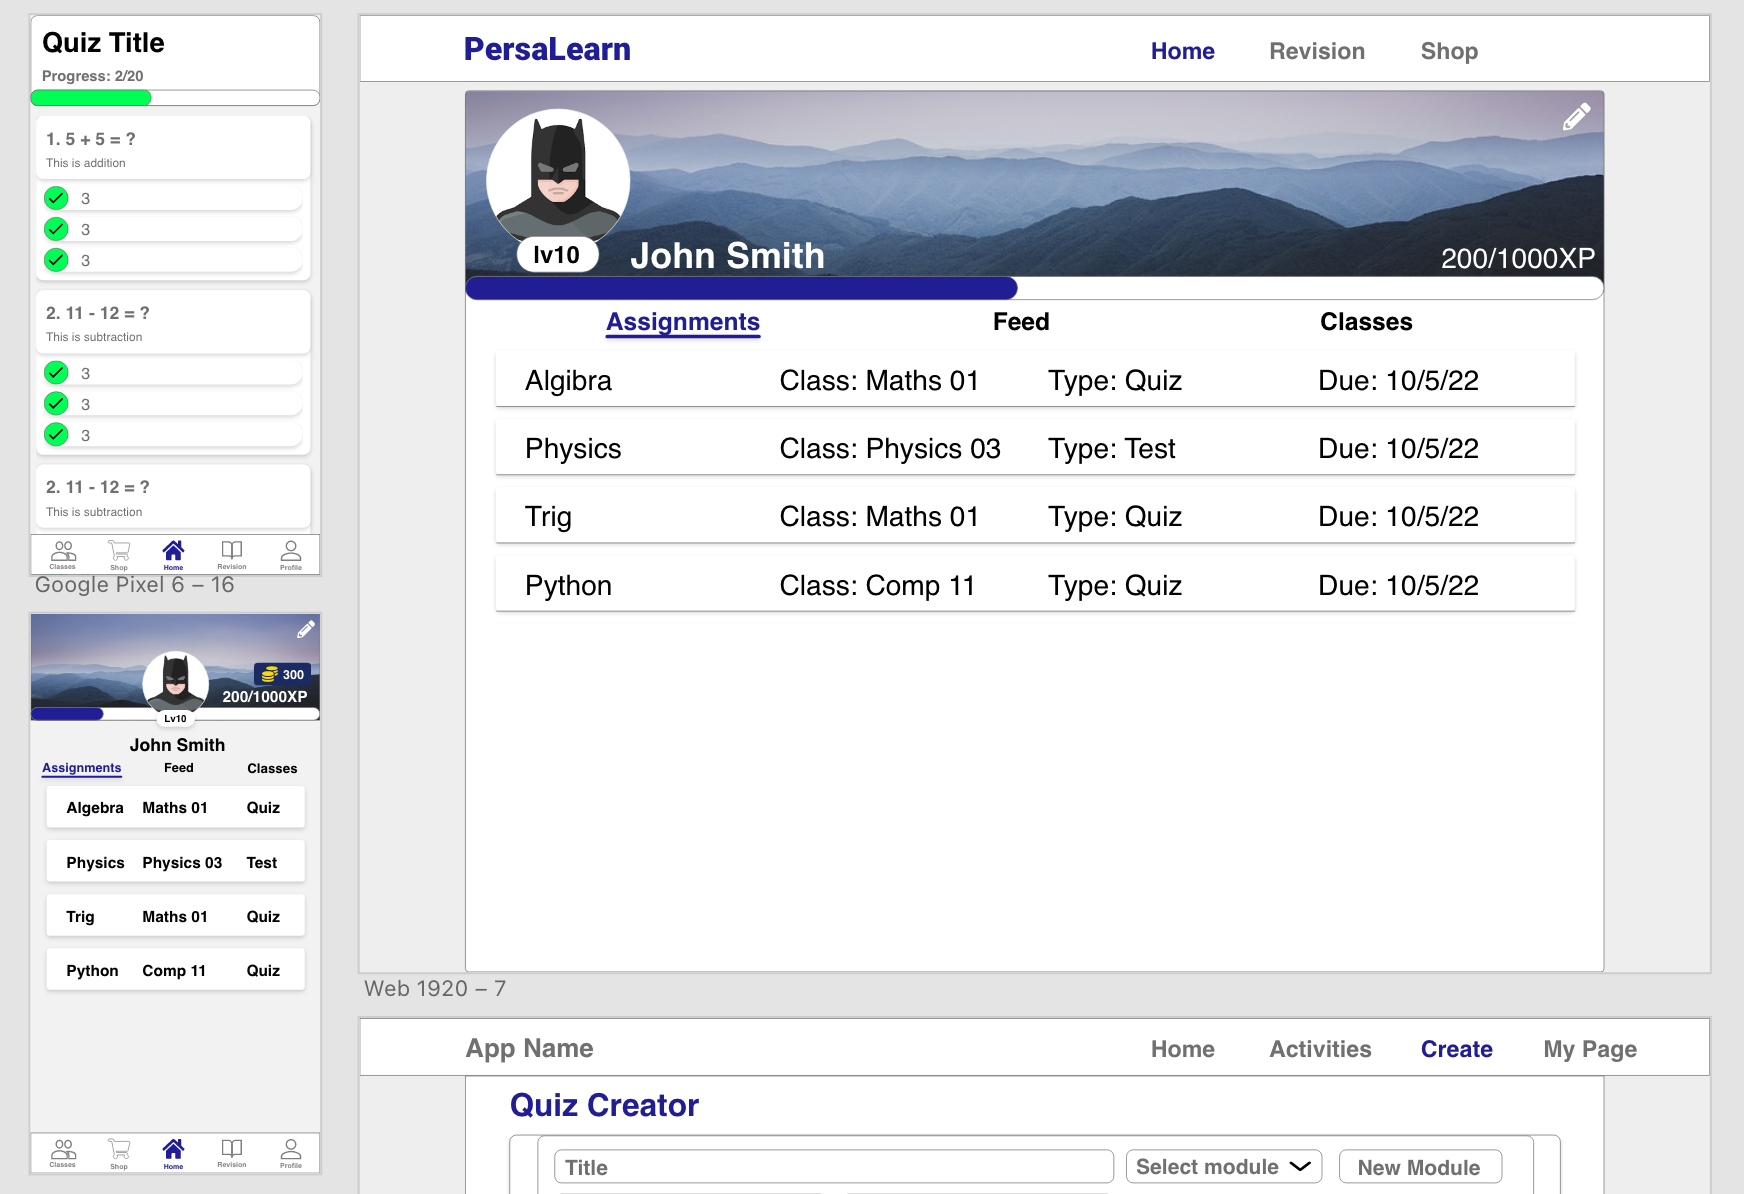 Quiz Title
Progress: 2/20
1. 5 + 5 = ?
This is addition
3
3
3
2. 11 - 12 = ?
This is subtraction
3
3
3
2. 11 - 12 = ?
This is subtraction
Classes Shop Home Revision Profile
Google Pixel 6 – 16
300
200/1000XP
Lv10
John Smith
Assignments Feed Classes
Algebra Maths 01 Quiz
Physics Physics 03 Test
Trig Maths 01 Quiz
Python Comp 11 Quiz
Classes Shop Home Revision Profile
PersaLearn Home Revision Shop
lv10 John Smith 200/1000XP
Assignments Feed Classes
Algibra Class: Maths 01 Type: Quiz Due: 10/5/22
Physics Class: Physics 03 Type: Test Due: 10/5/22
Trig Class: Maths 01 Type: Quiz Due: 10/5/22
Python Class: Comp 11 Type: Quiz Due: 10/5/22
Web 1920 – 7
App Name Home Activities Create My Page
Quiz Creator
Title Select module New Module